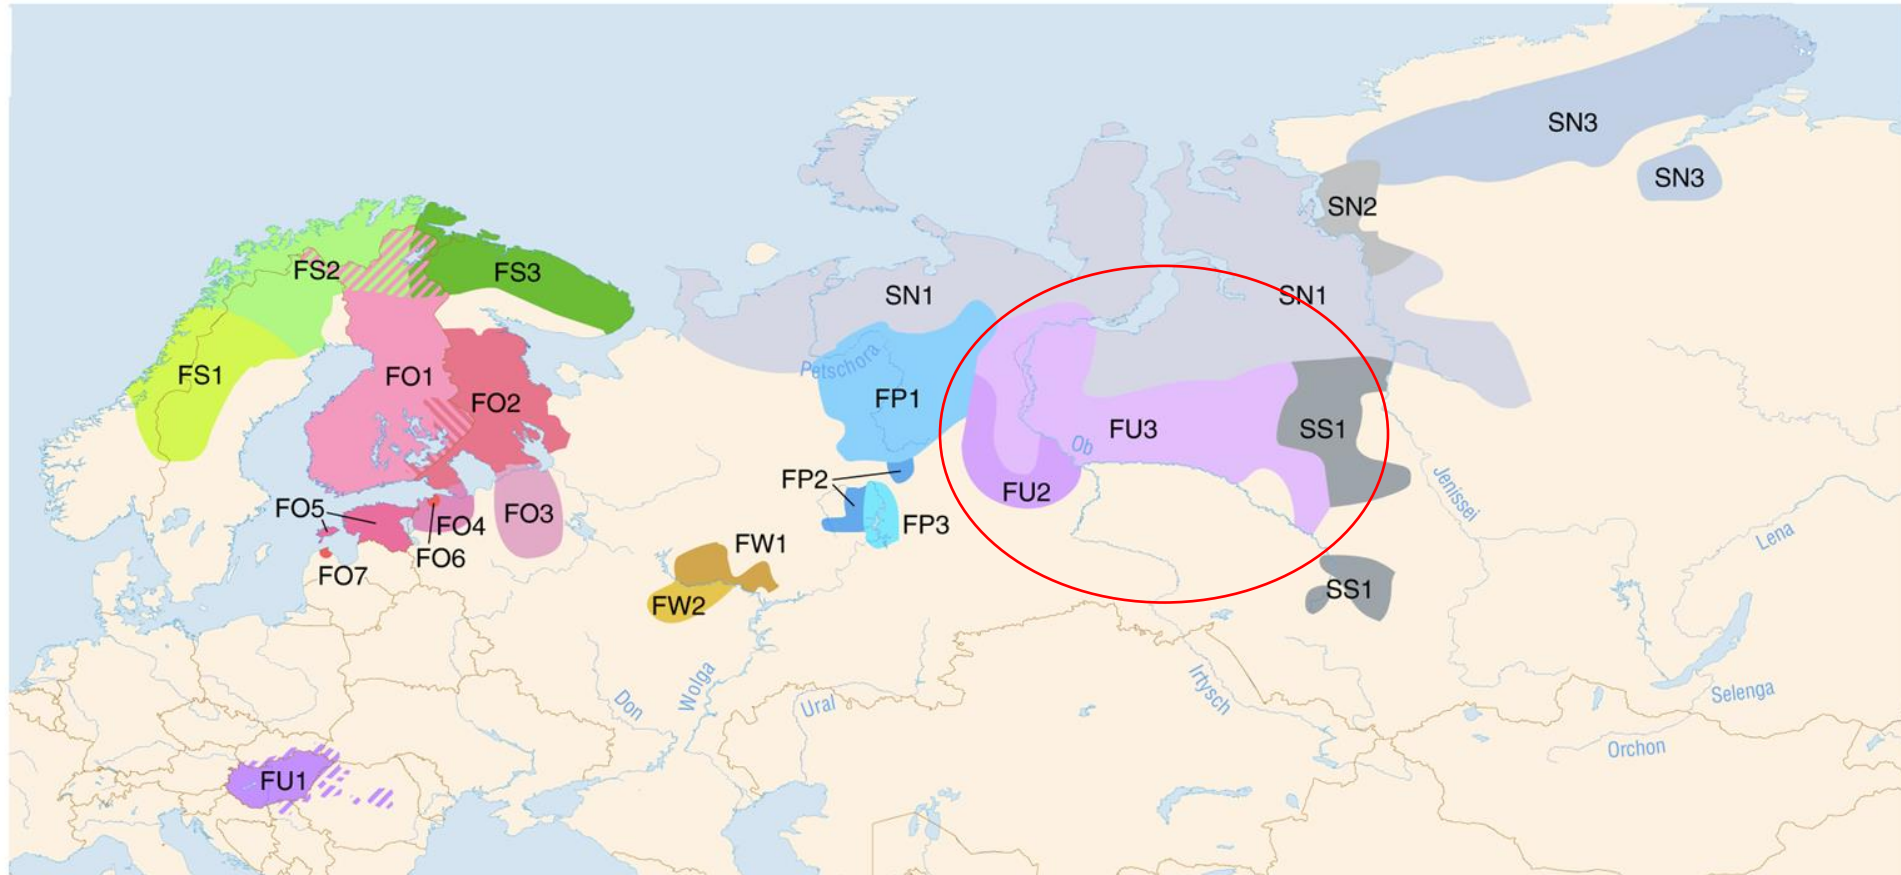 SN3
SN3
SN2
FS2
FS3
SN1
SN1
Petschora
FS1
FO1
FO2
FP1
FU3
SS1
Ob
FP2
FU2
Jenissei
FO5
FO4
FO3
FP3
FO6
FW1
Lena
FO7
SS1
FW2
Don
Wolga
Ural
Irtysch
Selenga
Orchon
FU1